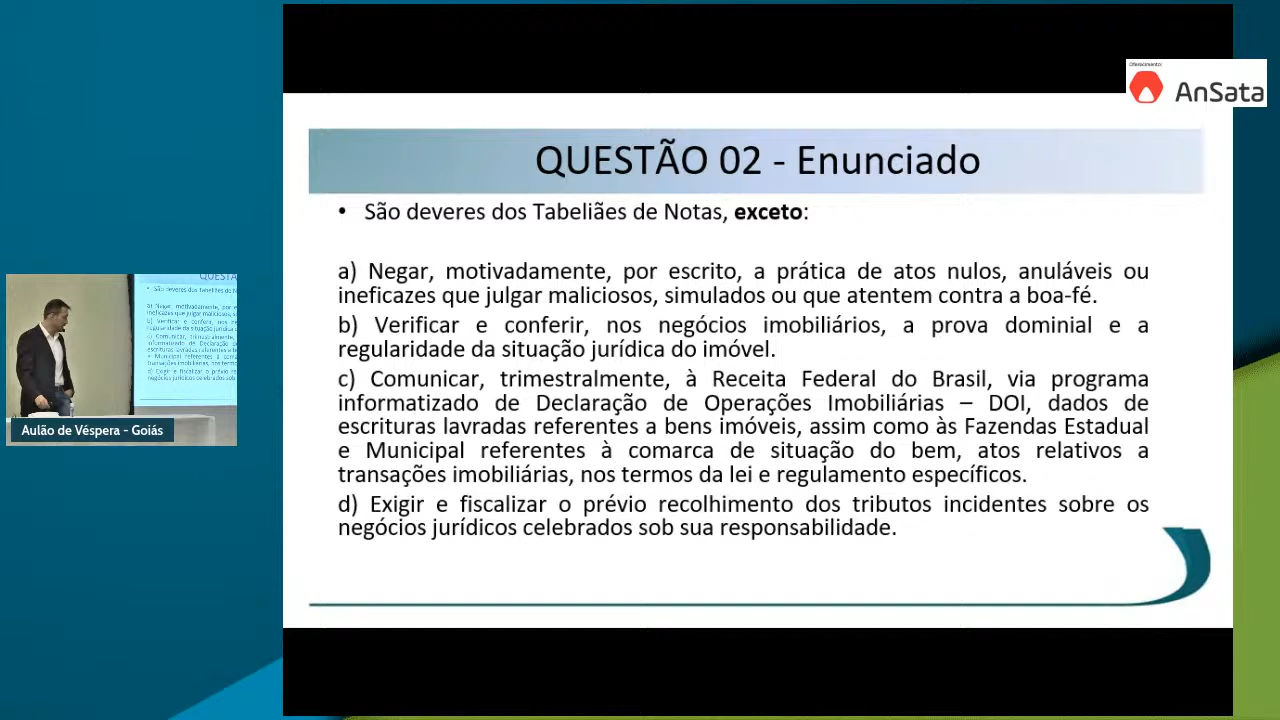 Oferecimento:
AnSata
QUESTÃO 02 - Enunciado
• São deveres dos Tabeliães de Notas, exceto:
a) Negar, motivadamente, por escrito, a prática de atos nulos, anuláveis ou
ineficazes que julgar maliciosos, simulados ou que atentem contra a boa-fé.
b) Verificar e conferir, nos negócios imobiliários, a prova dominial e a
regularidade da situação jurídica do imóvel.
c) Comunicar, trimestralmente, à Receita Federal do Brasil, via programa
informatizado de Declaração de Operações Imobiliárias – DOI, dados de
escrituras lavradas referentes a bens imóveis, assim como às Fazendas Estadual
e Municipal referentes à comarca de situação do bem, atos relativos a
transações imobiliárias, nos termos da lei e regulamento específicos.
d) Exigir e fiscalizar o prévio recolhimento dos tributos incidentes sobre os
negócios jurídicos celebrados sob sua responsabilidade.
Aulão de Véspera - Goiás